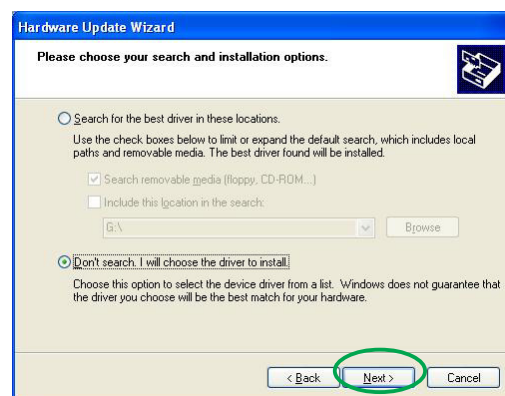 Hardware Update Wizard
Please choose your search and installation options.
Search for the best driver in these locations.
Use the check boxes below to limit or expand the default search, which includes local
paths and removable media. The best driver found will be installed.
Search removable media (floppy, CD-ROM...)
Include this location in the search:
G:\
Browse
Don't search. I will choose the driver to install.
Choose this option to select the device driver from a list. Windows does not guarantee that
the driver you choose will be the best match for your hardware.
< Back Next > Cancel